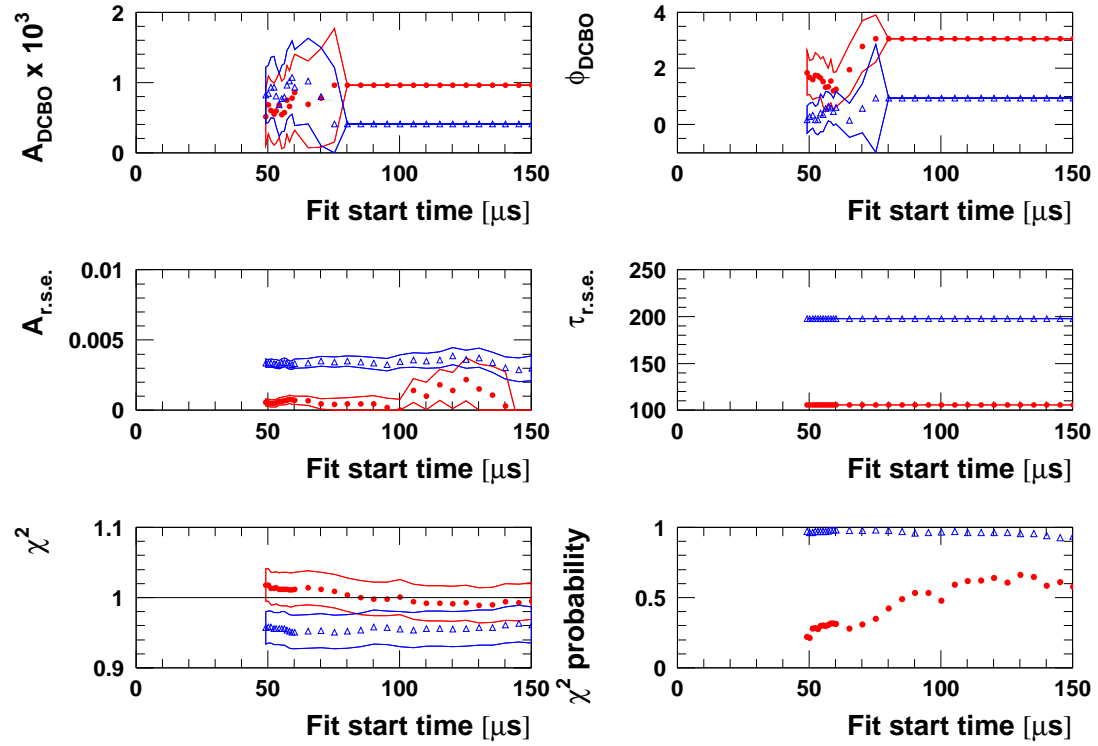 A_DCBO x 10^3
2
1
0
0 50 100 150
Fit start time [μs]
ϕ_DCBO
4
2
0
0 50 100 150
Fit start time [μs]
A_r.s.e.
0.01
0.005
0
0 50 100 150
Fit start time [μs]
τ_r.s.e.
250
200
150
100
0 50 100 150
Fit start time [μs]
χ^2
1.1
1
0.9
0 50 100 150
Fit start time [μs]
χ^2 probability
1
0.5
0
0 50 100 150
Fit start time [μs]